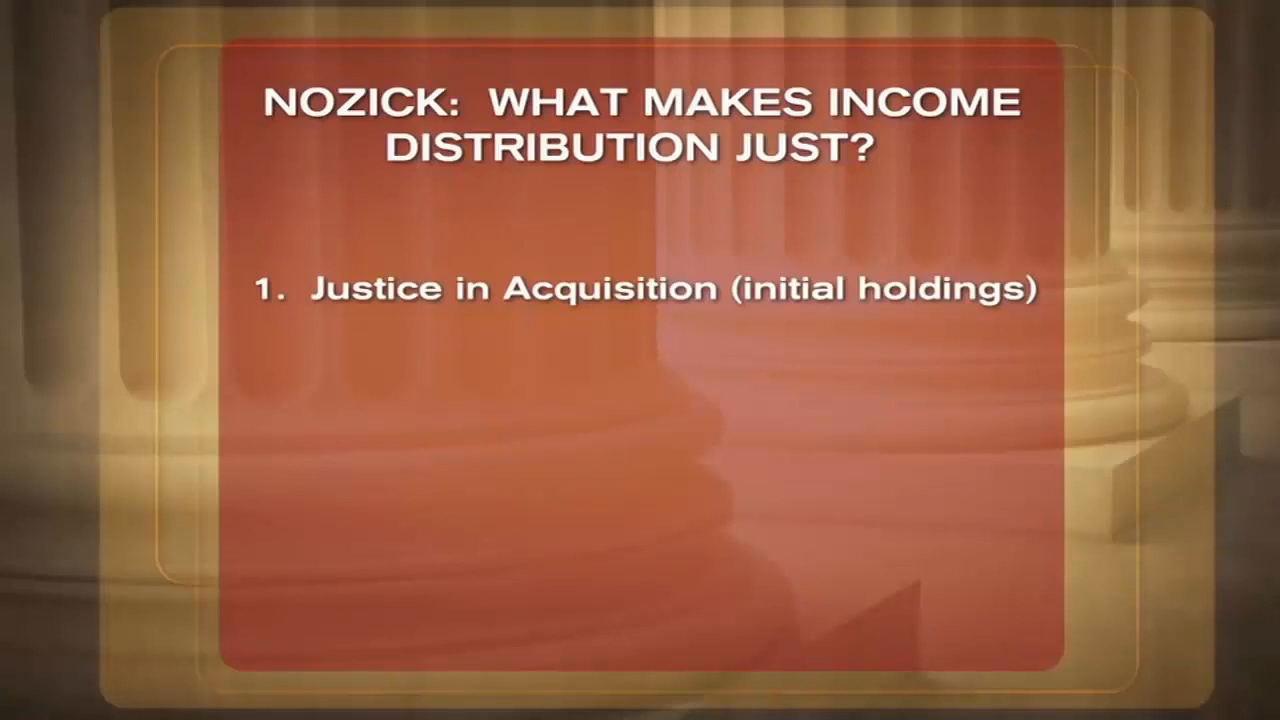 NOZICK: WHAT MAKES INCOME
DISTRIBUTION JUST?
1. Justice in Acquisition (initial holdings)